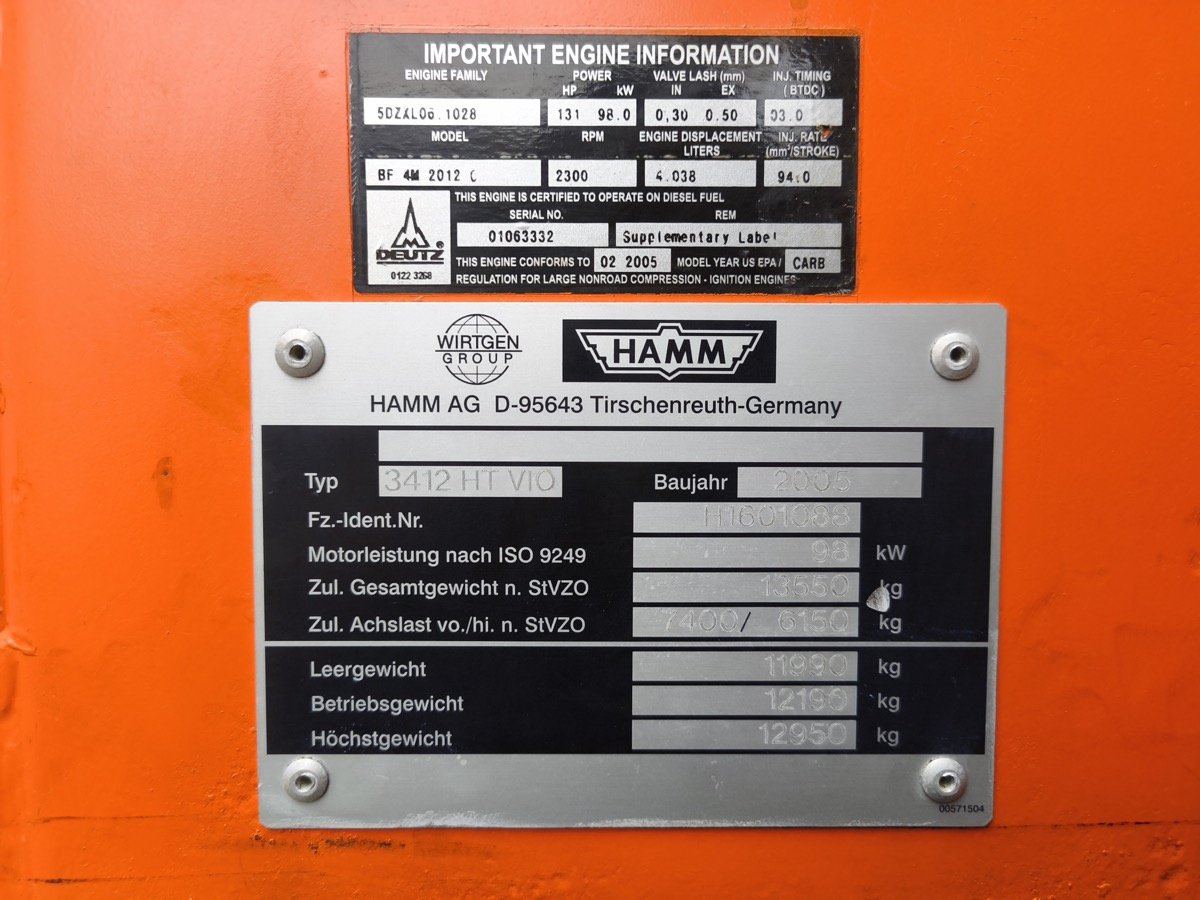 IMPORTANT ENGINE INFORMATION
ENIGINE FAMILY POWER VALVE LASH (mm) INJ. TIMING
HP kW IN EX (BTDC)
5DZXL06.1028 131 98.0 0,30 0.50 03.0
MODEL RPM ENGINE DISPLACEMENT INJ. RATE
LITERS (mm³/STROKE)
BF 4M 2012 C 2300 4.038 94.0
THIS ENGINE IS CERTIFIED TO OPERATE ON DIESEL FUEL
SERIAL NO. REM
01063332 Supplementary Label
DEUTZ ®
THIS ENGINE CONFORMS TO 02 2005 MODEL YEAR US EPA / CARB
0122 3268
REGULATION FOR LARGE NONROAD COMPRESSION - IGNITION ENGINES
WIRTGEN
GROUP
HAMM
HAMM AG D-95643 Tirschenreuth-Germany
Typ 3412 HT VIO Baujahr 2005
Fz.-Ident.Nr. H1601088
Motorleistung nach ISO 9249 98 kW
Zul. Gesamtgewicht n. StVZO 13550 kg
Zul. Achslast vo./hi. n. StVZO 7400/ 6150 kg
Leergewicht 11990 kg
Betriebsgewicht 12190 kg
Höchstgewicht 12950 kg
00571504